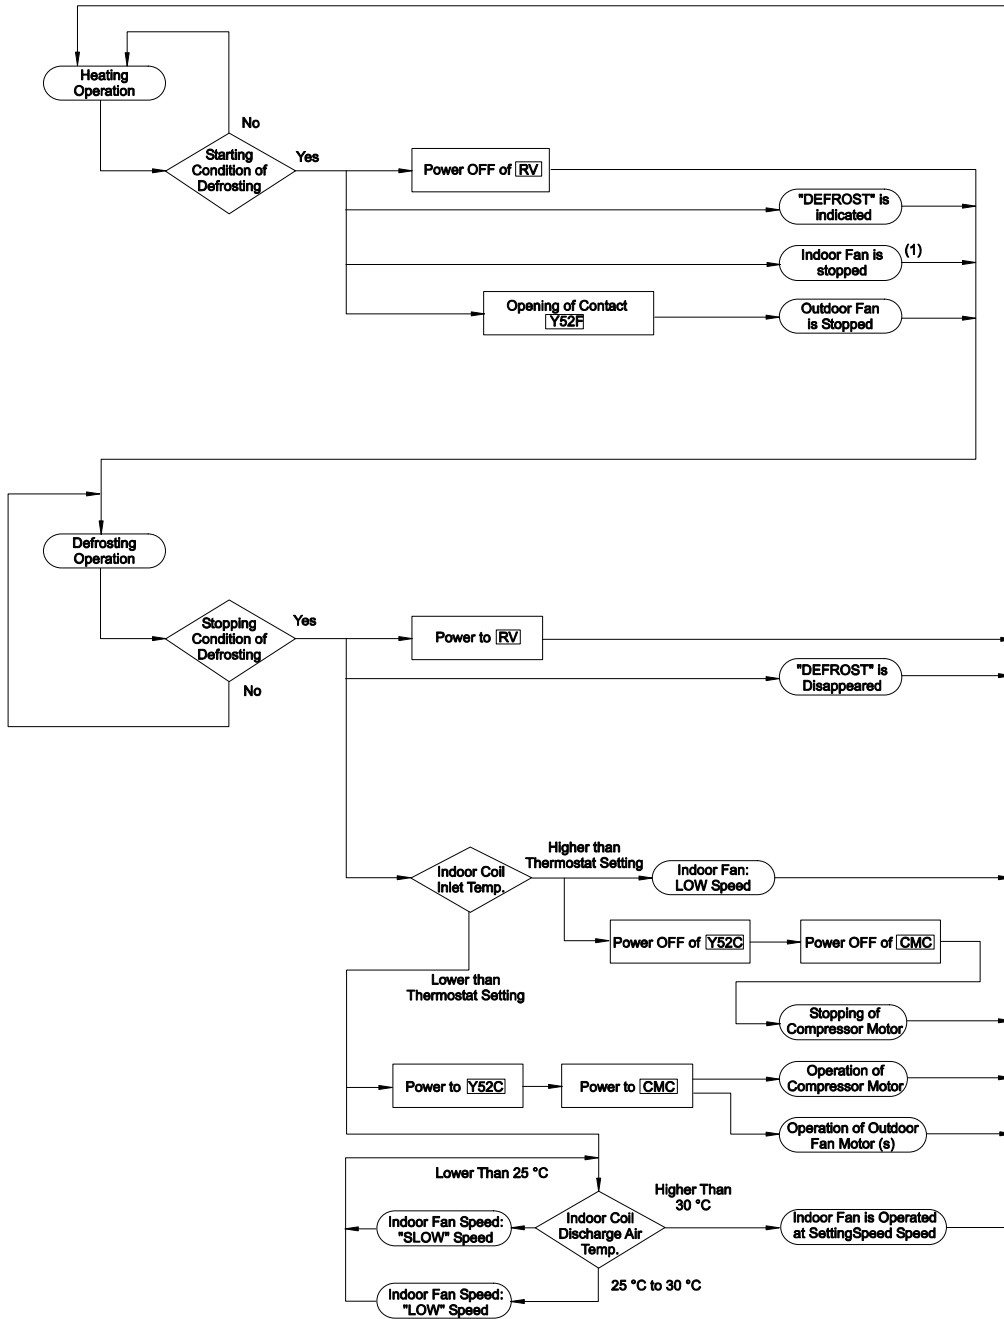 Heating
Operation
No
Starting
Condition of
Defrosting
Yes
Power OFF of RV
"DEFROST" is
indicated
Indoor Fan is
stopped
(1)
Opening of Contact
Y52F
Outdoor Fan
is Stopped
Defrosting
Operation
Stopping
Condition of
Defrosting
Yes
No
Power to RV
"DEFROST" is
Disappeared
Indoor Coil
Inlet Temp.
Higher than
Thermostat Setting
Indoor Fan:
LOW Speed
Power OFF of Y52C
Power OFF of CMC
Lower than
Thermostat Setting
Stopping of
Compressor Motor
Power to Y52C
Power to CMC
Operation of
Compressor Motor
Operation of Outdoor
Fan Motor (s)
Lower Than 25 °C
Higher Than
30 °C
Indoor Fan Speed:
"SLOW" Speed
Indoor Coil
Discharge Air
Temp.
Indoor Fan is Operated
at SettingSpeed Speed
25 °C to 30 °C
Indoor Fan Speed:
"LOW" Speed